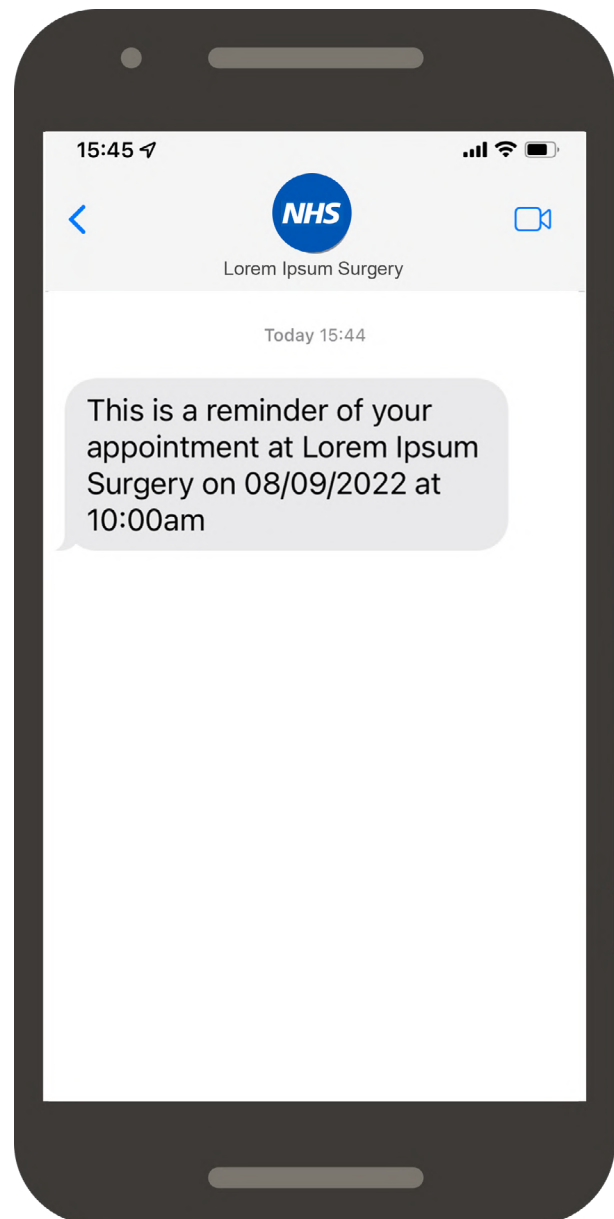 15:45
NHS
Lorem Ipsum Surgery
Today 15:44
This is a reminder of your
appointment at Lorem Ipsum
Surgery on 08/09/2022 at
10:00am